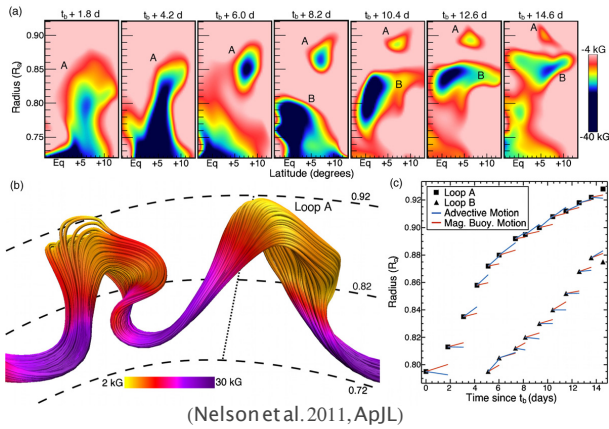 (a)
t_b + 1.8 d
t_b + 4.2 d
t_b + 6.0 d
t_b + 8.2 d
t_b + 10.4 d
t_b + 12.6 d
t_b + 14.6 d
Radius (R⊙)
0.90
0.85
0.80
0.75
A
A
A
A
B
A
B
A
B
A
B
-4 kG
-40 kG
Eq +5 +10
Eq +5 +10
Eq +5 +10
Eq +5 +10
Eq +5 +10
Eq +5 +10
Eq +5 +10
Latitude (degrees)
(b)
Loop A
0.92
0.82
0.72
2 kG
30 kG
(c)
Loop A
Loop B
Advective Motion
Mag. Buoy. Motion
Radius (R⊙)
0.92
0.90
0.88
0.86
0.84
0.82
0.80
0 2 4 6 8 10 12 14
Time since t_b (days)
(Nelson et al. 2011, ApJL)